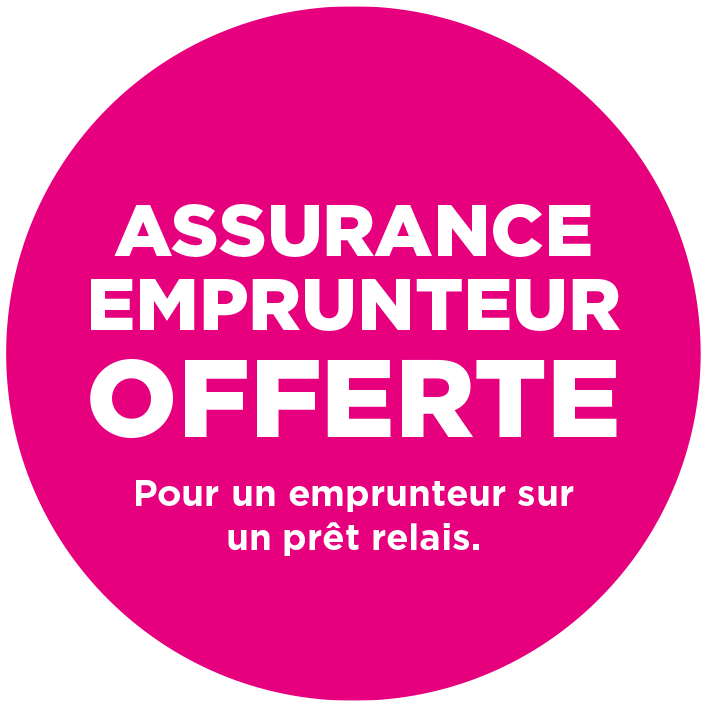 ASSURANCE
EMPRUNTEUR
OFFERTE
Pour un emprunteur sur
un prêt relais.